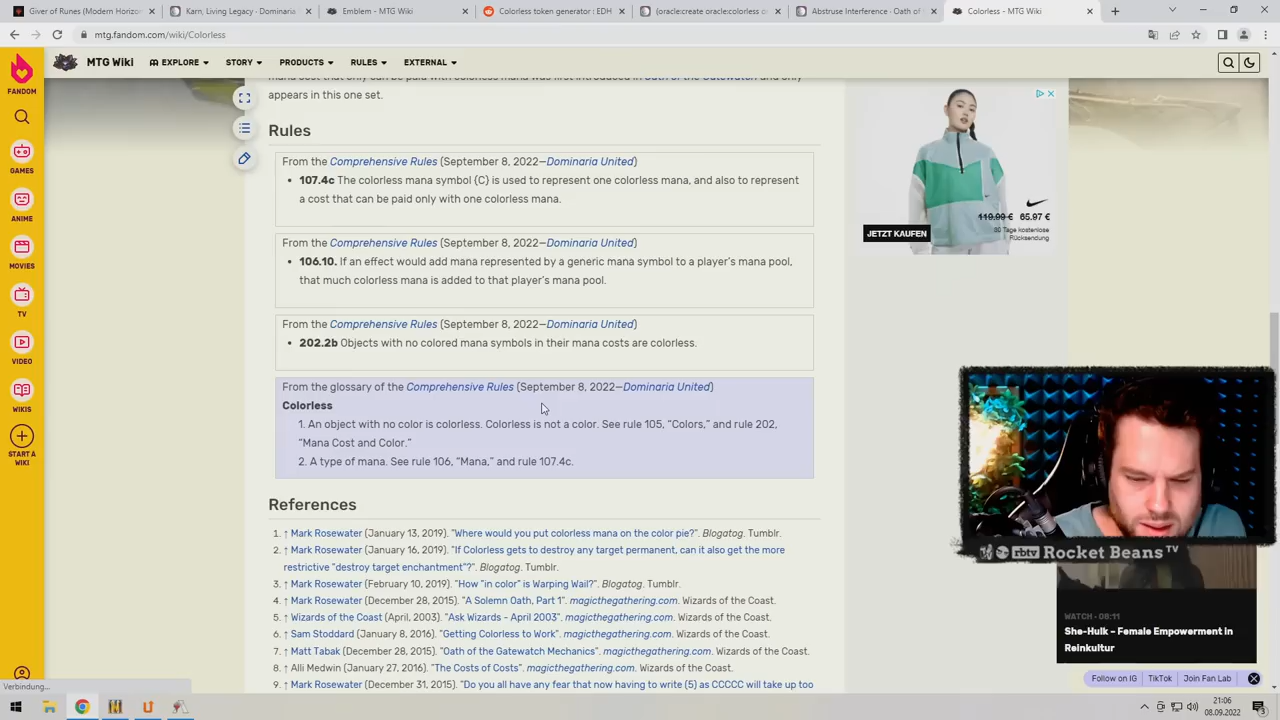 Giver of Runes (Modern Horizon
Karn, Living Legacy - Dominaria
Emblem - MTG Wiki
Colorless token generator : EDH
(oracle:create oracle:colorless
Abstruse Interference - Oath of
Colorless - MTG Wiki
mtg.fandom.com/wiki/Colorless
FANDOM
MTG Wiki
EXPLORE
STORY
PRODUCTS
RULES
EXTERNAL
appears in this one set.
Rules
From the Comprehensive Rules (September 8, 2022—Dominaria United)
• 107.4c The colorless mana symbol {C} is used to represent one colorless mana, and also to represent
a cost that can be paid only with one colorless mana.
From the Comprehensive Rules (September 8, 2022—Dominaria United)
• 106.10. If an effect would add mana represented by a generic mana symbol to a player's mana pool,
that much colorless mana is added to that player's mana pool.
From the Comprehensive Rules (September 8, 2022—Dominaria United)
• 202.2b Objects with no colored mana symbols in their mana costs are colorless.
From the glossary of the Comprehensive Rules (September 8, 2022—Dominaria United)
Colorless
1. An object with no color is colorless. Colorless is not a color. See rule 105, "Colors," and rule 202,
"Mana Cost and Color."
2. A type of mana. See rule 106, "Mana," and rule 107.4c.
References
1. ↑ Mark Rosewater (January 13, 2019). "Where would you put colorless mana on the color pie?". Blogatog. Tumblr.
2. ↑ Mark Rosewater (January 16, 2019). "If Colorless gets to destroy any target permanent, can it also get the more
restrictive "destroy target enchantment"?". Blogatog. Tumblr.
3. ↑ Mark Rosewater (February 10, 2019). "How "in color" is Warping Wail?". Blogatog. Tumblr.
4. ↑ Mark Rosewater (December 28, 2015). "A Solemn Oath, Part 1". magicthegathering.com. Wizards of the Coast.
5. ↑ Wizards of the Coast (April, 2003). "Ask Wizards - April 2003". magicthegathering.com. Wizards of the Coast.
6. ↑ Sam Stoddard (January 8, 2016). "Getting Colorless to Work". magicthegathering.com. Wizards of the Coast.
7. ↑ Matt Tabak (December 28, 2015). "Oath of the Gatewatch Mechanics". magicthegathering.com. Wizards of the Coast.
8. ↑ Alli Medwin (January 27, 2016). "The Costs of Costs". magicthegathering.com. Wizards of the Coast.
9. ↑ Mark Rosewater (December 31, 2015). "Do you all have any fear that now having to write (5) as CCCCC will take up too
GAMES
ANIME
MOVIES
TV
VIDEO
WIKIS
START A
WIKI
119.99 € 65.97 €
JETZT KAUFEN
30 Tage kostenlose
Rücksendung
rbtv Rocket Beans TV
WATCH · 08:11
She-Hulk – Female Empowerment in
Reinkultur
Follow on IG
TikTok
Join Fan Lab
Verbindung...
21:06
08.09.2022
3